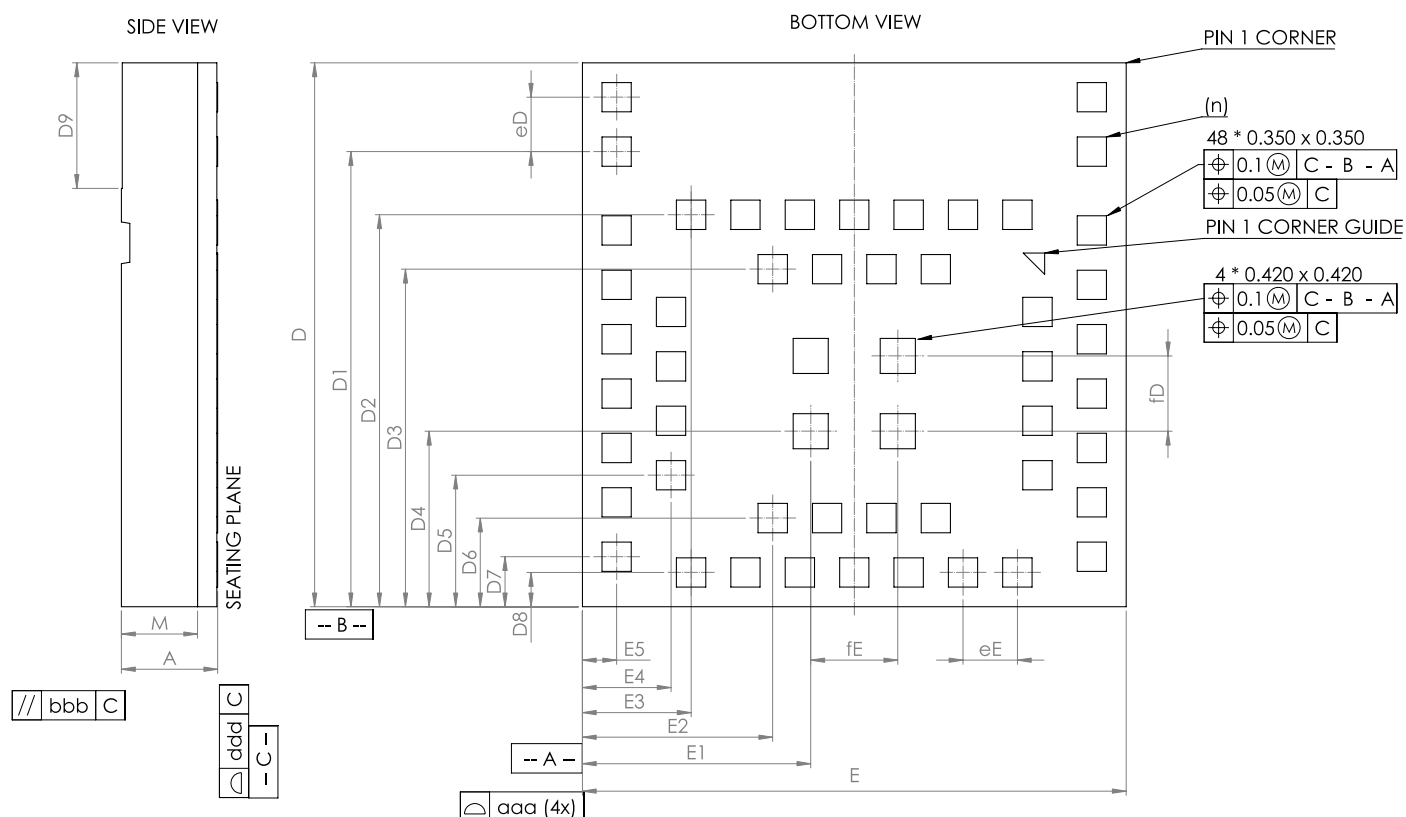 SIDE VIEW
BOTTOM VIEW
PIN 1 CORNER
(n)
48 * 0.350 x 0.350
⌖ 0.1 Ⓜ C - B - A
⌖ 0.05 Ⓜ C
PIN 1 CORNER GUIDE
4 * 0.420 x 0.420
⌖ 0.1 Ⓜ C - B - A
⌖ 0.05 Ⓜ C
D9
eD
D
D1
D2
D3
D4
D5
D6
D7
D8
fD
SEATING PLANE
M
A
-- B --
E5
fE
eE
E4
E3
E2
E1
E
// bbb C
⌓ ddd C
- C -
-- A --
⌓ aaa (4x)